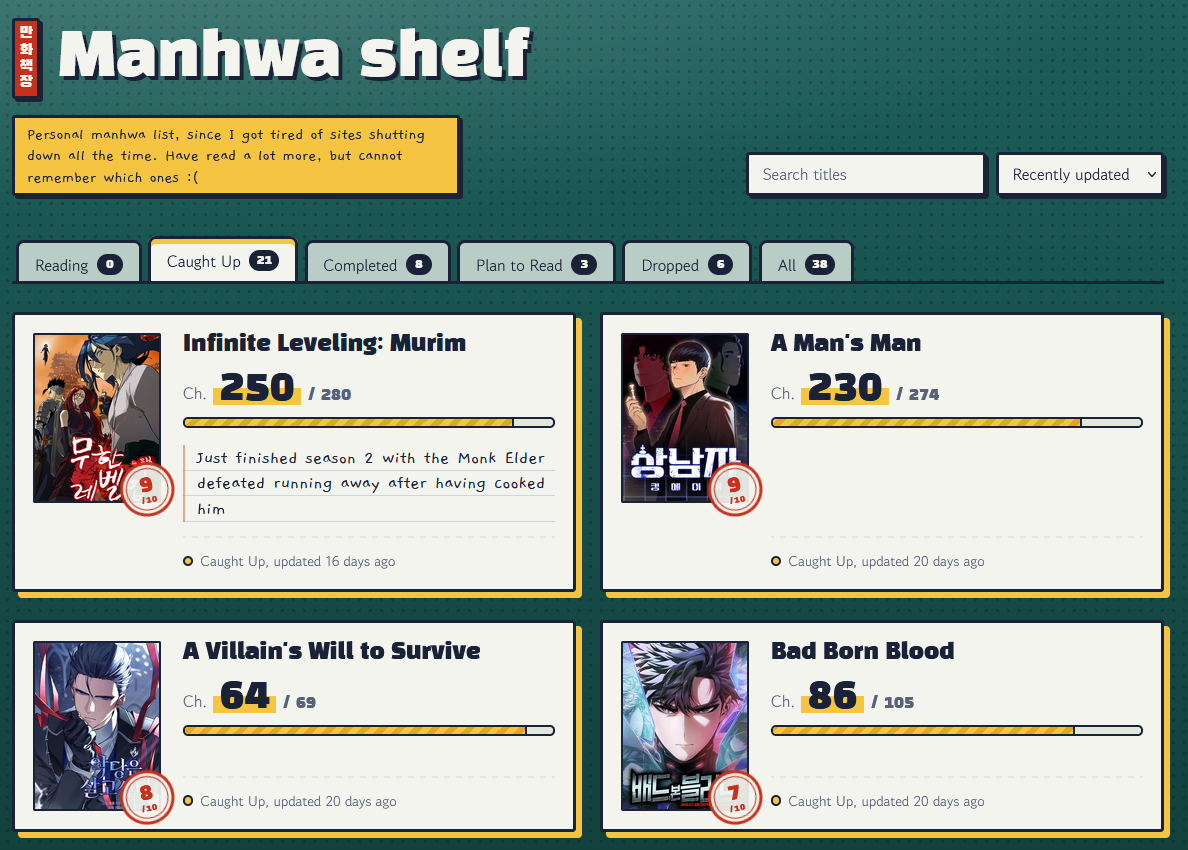 만화책장
Manhwa shelf
Personal manhwa list, since I got tired of sites shutting
down all the time. Have read a lot more, but cannot
remember which ones :(
Search titles
Recently updated
Reading 0
Caught Up 21
Completed 8
Plan to Read 3
Dropped 6
All 38
Infinite Leveling: Murim
Ch. 250 / 280
Just finished season 2 with the Monk Elder
defeated running away after having cooked
him
Caught Up, updated 16 days ago
무한
레벨
9
/10
A Man's Man
Ch. 230 / 274
Caught Up, updated 20 days ago
상남자
9
/10
A Villain's Will to Survive
Ch. 64 / 69
Caught Up, updated 20 days ago
악당은
8
/10
Bad Born Blood
Ch. 86 / 105
Caught Up, updated 20 days ago
배드본블러
7
/10